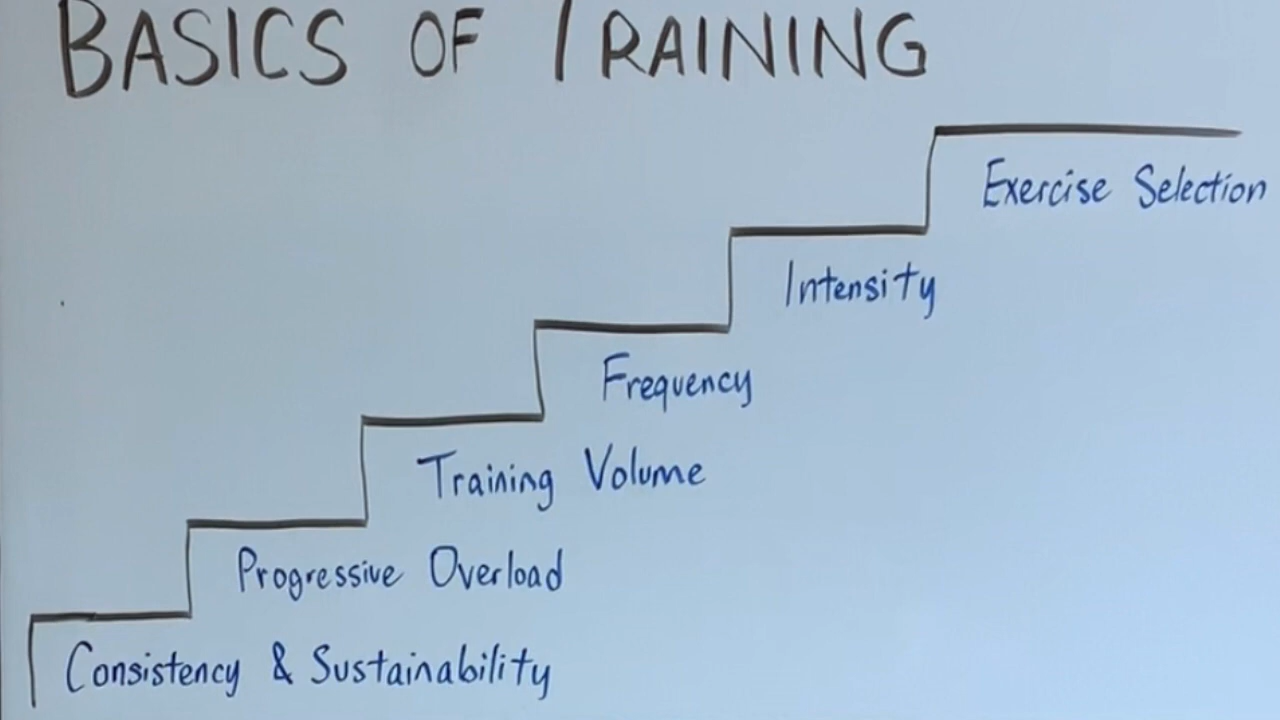 BASICS OF TRAINING
Exercise Selection
Intensity
Frequency
Training Volume
Progressive Overload
Consistency & Sustainability